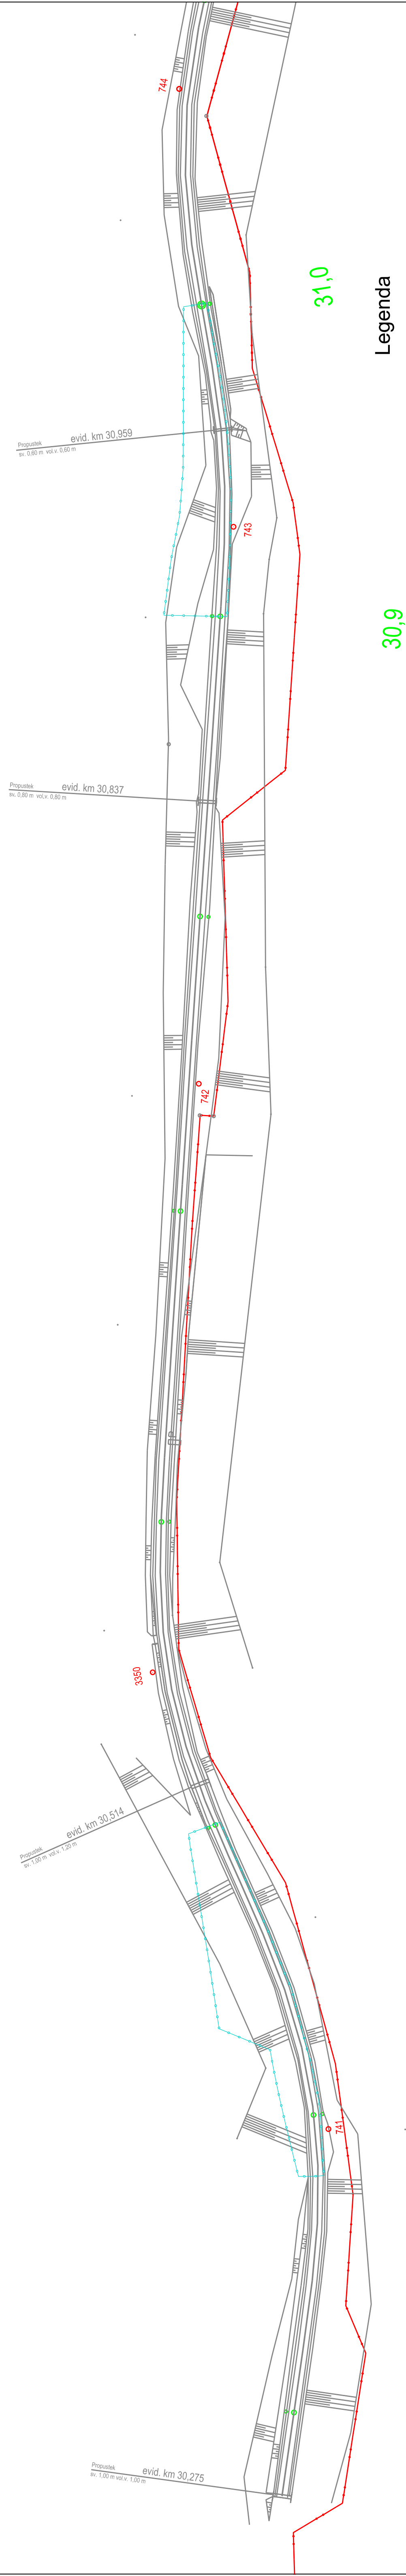 744
31,0
Legenda
Propustek
evid. km 30,959
sv. 0,60 m vol.v. 0,60 m
743
30,9
Propustek
evid. km 30,837
sv. 0,80 m vol.v. 0,80 m
742
3350
Propustek
evid. km 30,514
sv. 1,00 m vol.v. 1,20 m
741
Propustek
evid. km 30,275
sv. 1,00 m vol.v. 1,00 m